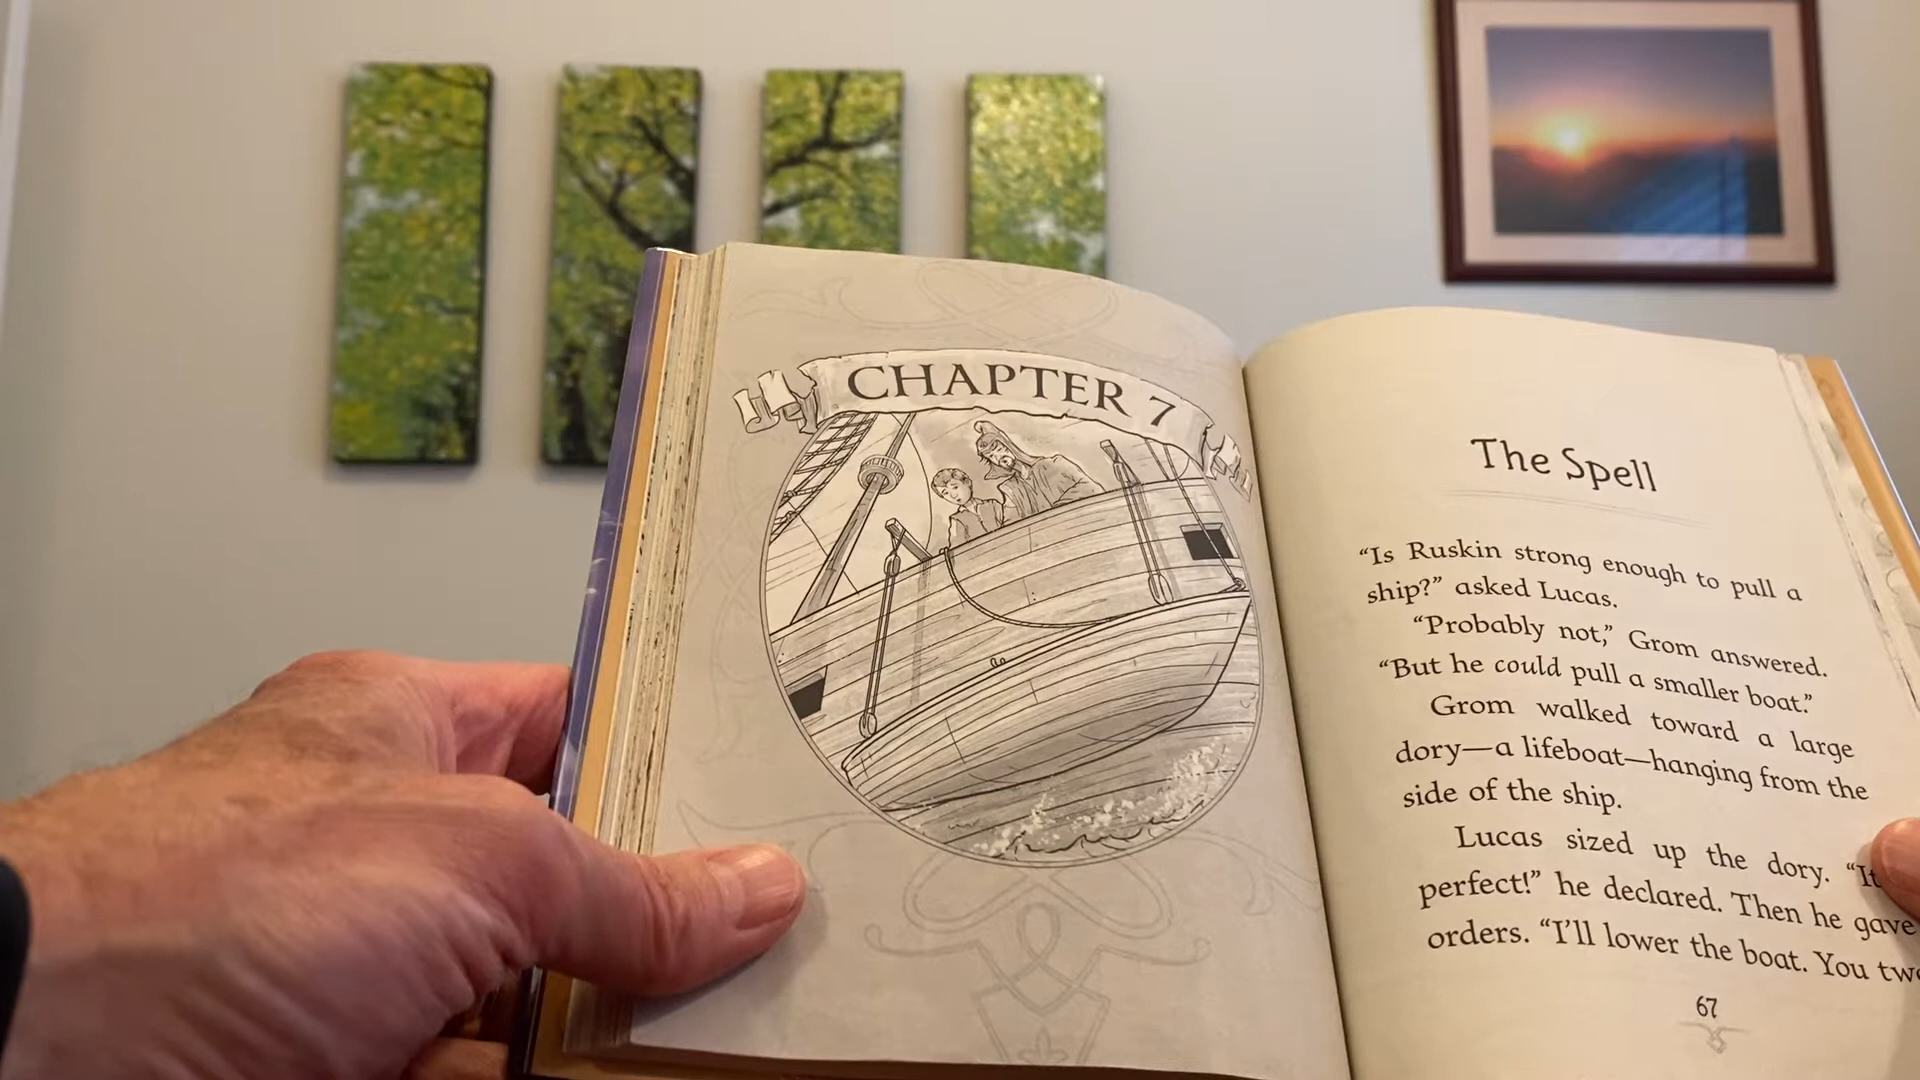 CHAPTER 7
The Spell
“Is Ruskin strong enough to pull a
ship?” asked Lucas.
“Probably not,” Grom answered.
“But he could pull a smaller boat.”
Grom walked toward a large
dory—a lifeboat—hanging from the
side of the ship.
Lucas sized up the dory. “It
perfect!” he declared. Then he gave
orders. “I’ll lower the boat. You
67